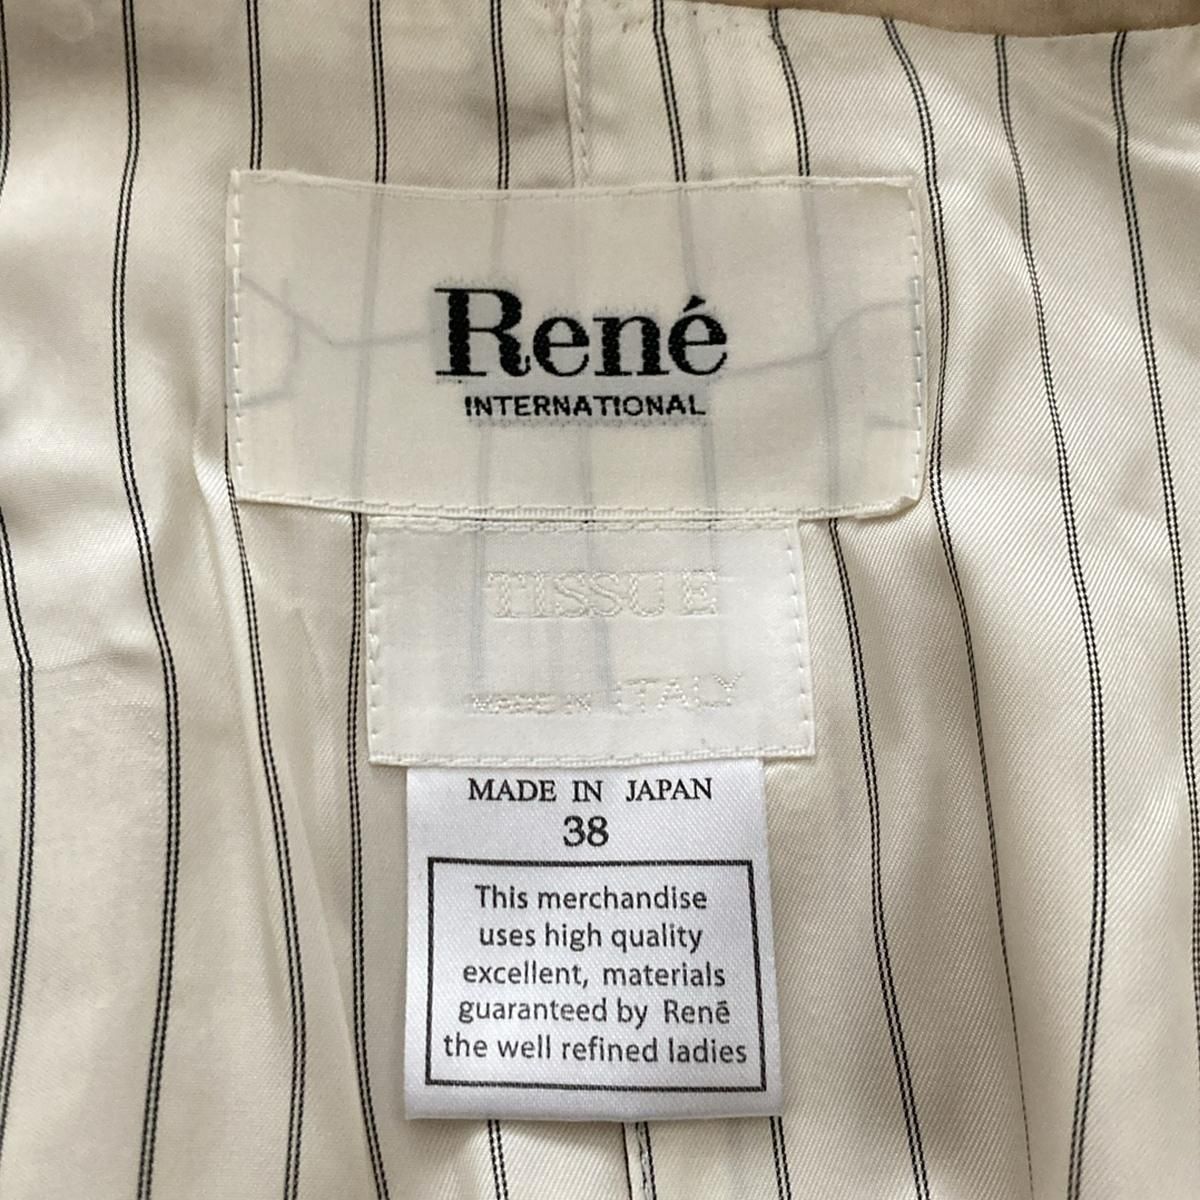 René
INTERNATIONAL
TISSUE
MADE IN ITALY
MADE IN JAPAN
38
This merchandise
uses high quality
excellent, materials
guaranteed by Renē
the well refined ladies